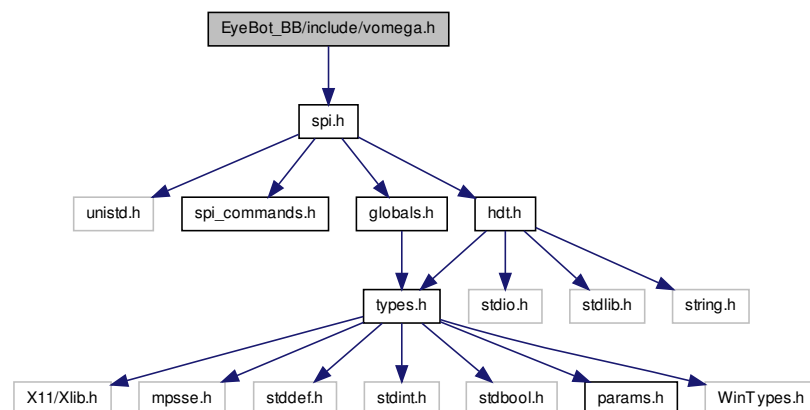 EyeBot_BB/include/vomega.h
spi.h
unistd.h
spi_commands.h
globals.h
hdt.h
types.h
stdio.h
stdlib.h
string.h
X11/Xlib.h
mpsse.h
stddef.h
stdint.h
stdbool.h
params.h
WinTypes.h